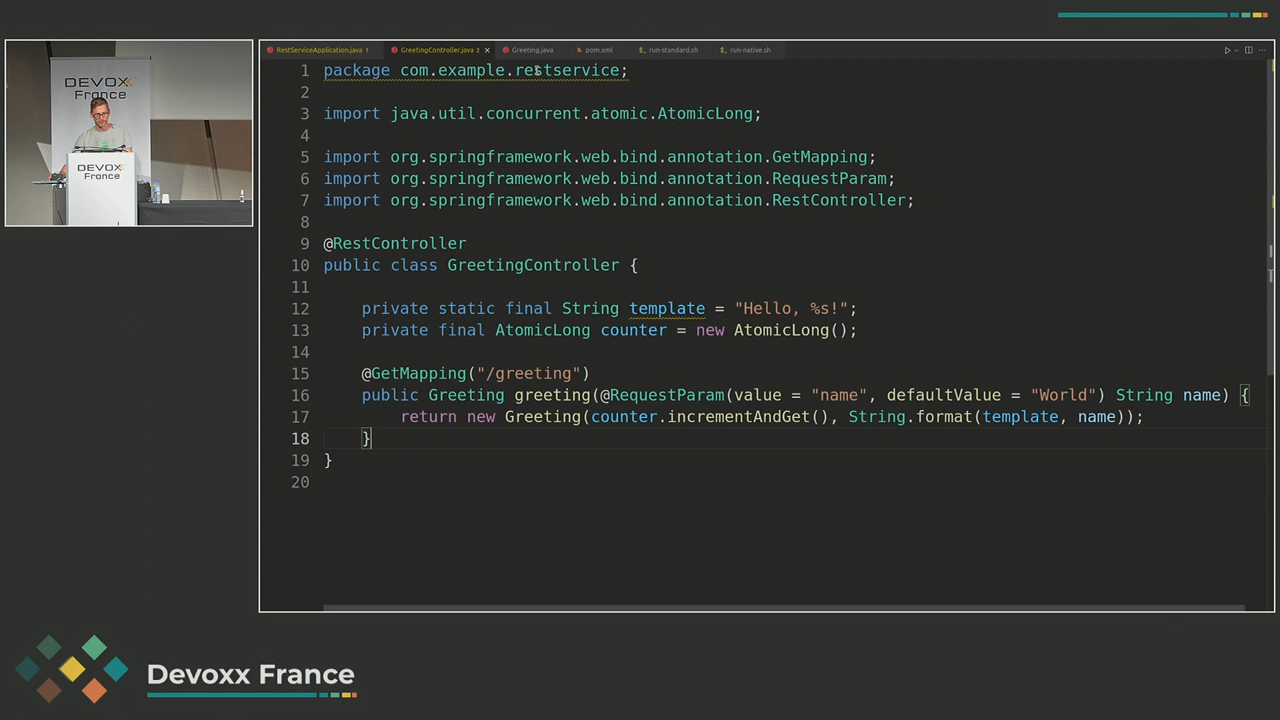 DEVOXX
France
DEVOXX
France
RestServiceApplication.java 1
GreetingController.java 2 ×
Greeting.java
pom.xml
$ run-standard.sh
$ run-native.sh
1 package com.example.restservice;
2
3 import java.util.concurrent.atomic.AtomicLong;
4
5 import org.springframework.web.bind.annotation.GetMapping;
6 import org.springframework.web.bind.annotation.RequestParam;
7 import org.springframework.web.bind.annotation.RestController;
8
9 @RestController
10 public class GreetingController {
11
12 private static final String template = "Hello, %s!";
13 private final AtomicLong counter = new AtomicLong();
14
15 @GetMapping("/greeting")
16 public Greeting greeting(@RequestParam(value = "name", defaultValue = "World") String name) {
17 return new Greeting(counter.incrementAndGet(), String.format(template, name));
18 }
19 }
20
Devoxx France